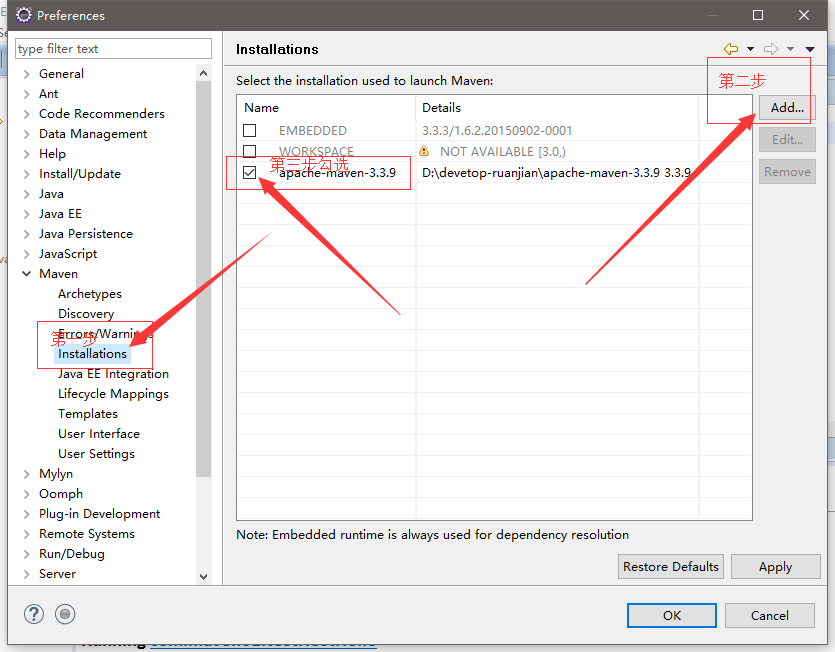 Preferences
type filter text
General
Ant
Code Recommenders
Data Management
Help
Install/Update
Java
Java EE
Java Persistence
JavaScript
Maven
Archetypes
Discovery
Errors/Warnings
第一步
Installations
Java EE Integration
Lifecycle Mappings
Templates
User Interface
User Settings
Mylyn
Oomph
Plug-in Development
Remote Systems
Run/Debug
Server
Installations
Select the installation used to launch Maven:
第二步
Name Details
EMBEDDED 3.3.3/1.6.2.20150902-0001
WORKSPACE NOT AVAILABLE [3.0,)
第三步勾选
apache-maven-3.3.9 D:\devetop-ruanjian\apache-maven-3.3.9 3.3.9
Add...
Edit...
Remove
Note: Embedded runtime is always used for dependency resolution
Restore Defaults Apply
? OK Cancel